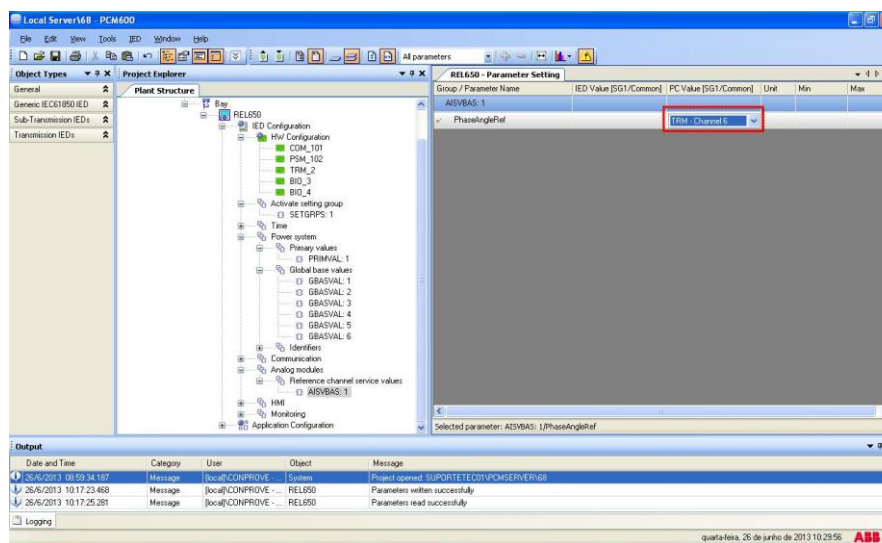 Local Server\68 - PCM600
File Edit View Tools IED Window Help
All parameters
Object Types
General
Generic IEC61850 IED
Sub-Transmission IEDs
Transmission IEDs
Project Explorer
Plant Structure
Bay
REL650
IED Configuration
HW Configuration
COM_101
PSM_102
TRM_2
BIO_3
BIO_4
Activate setting group
SETGRPS: 1
Time
Power system
Primary values
PRIMVAL: 1
Global base values
GBASVAL: 1
GBASVAL: 2
GBASVAL: 3
GBASVAL: 4
GBASVAL: 5
GBASVAL: 6
Identifiers
Communication
Analog modules
Reference channel service values
AISVBAS: 1
HMI
Monitoring
Application Configuration
REL650 - Parameter Setting
Group / Parameter Name IED Value [SG1/Common] PC Value [SG1/Common] Unit Min Max
AISVBAS: 1
PhaseAngleRef TRM - Channel 6
Selected parameter: AISVBAS: 1/PhaseAngleRef
Output
Date and Time Category User Object Message
26/6/2013 08:59:34.187 Message [local]\CONPROVE - ... System Project opened: SUPORTETEC01\PCMSERVER\68
26/6/2013 10:17:23.468 Message [local]\CONPROVE - ... REL650 Parameters written successfully
26/6/2013 10:17:25.281 Message [local]\CONPROVE - ... REL650 Parameters read successfully
Logging
quarta-feira, 26 de junho de 2013 10:29:56 ABB